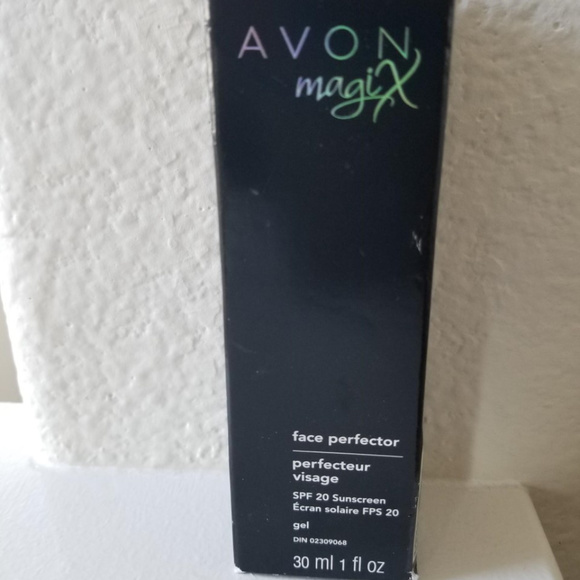 AVON
magiX
face perfector
perfecteur
visage
SPF 20 Sunscreen
Écran solaire FPS 20
gel
DIN 02309068
30 ml 1 fl oz